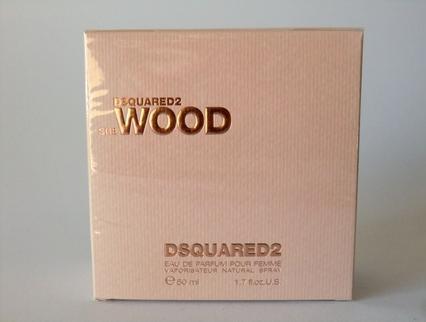 DSQUARED2
SHE WOOD
DSQUARED2
EAU DE PARFUM POUR FEMME
VAPORISATEUR NATURAL SPRAY
℮50 ml 1.7 fl.oz.U.S